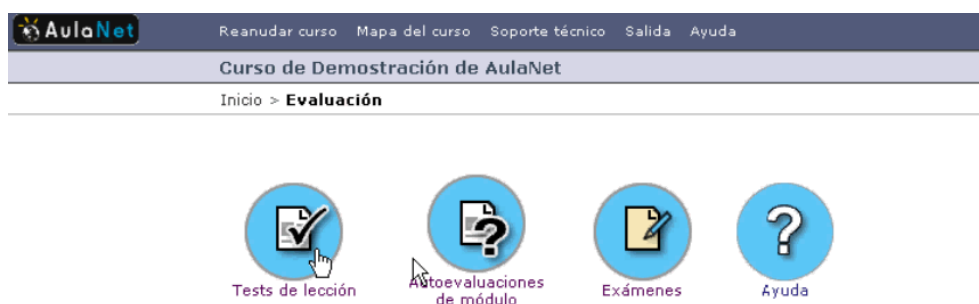 AulaNet
Reanudar curso Mapa del curso Soporte técnico Salida Ayuda
Curso de Demostración de AulaNet
Inicio > Evaluación
Tests de lección
Autoevaluaciones
de módulo
Exámenes
Ayuda